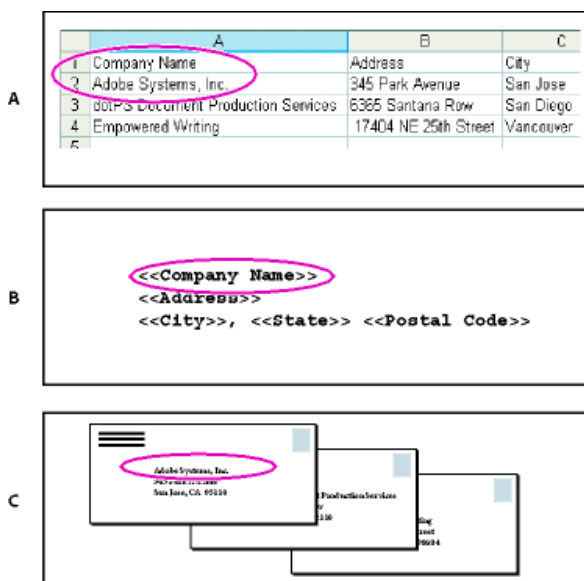 A
A B C
1 Company Name Address City
2 Adobe Systems, Inc. 345 Park Avenue San Jose
3 dotPS Document Production Services 6365 Santana Row San Diego
4 Empowered Writing 17404 NE 25th Street Vancouver
5
B
<<Company Name>>
<<Address>>
<<City>>, <<State>> <<Postal Code>>
C
Adobe Systems, Inc.
San Jose, CA 95110
Production Services